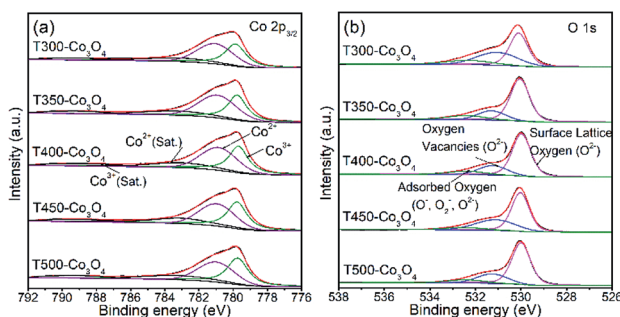 (a)
Co 2p3/2
T300-Co3O4
T350-Co3O4
T400-Co3O4
T450-Co3O4
T500-Co3O4
Co2+(Sat.)
Co2+
Co3+
Co3+(Sat.)
Intensity (a.u.)
792 790 788 786 784 782 780 778 776
Binding energy (eV)
(b)
O 1s
T300-Co3O4
T350-Co3O4
T400-Co3O4
T450-Co3O4
T500-Co3O4
Oxygen
Vacancies (O2-)
Surface Lattice
Oxygen (O2-)
Adsorbed Oxygen
(O-, O2-, O2-)
Intensity (a.u.)
538 536 534 532 530 528 526
Binding energy (eV)